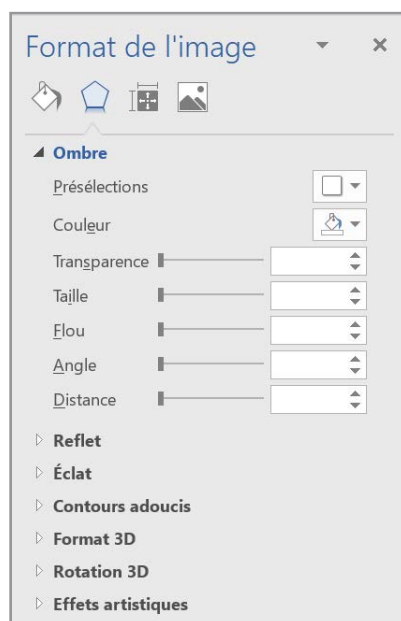 Format de l'image
Ombre
Présélections
Couleur
Transparence
Taille
Flou
Angle
Distance
Reflet
Éclat
Contours adoucis
Format 3D
Rotation 3D
Effets artistiques